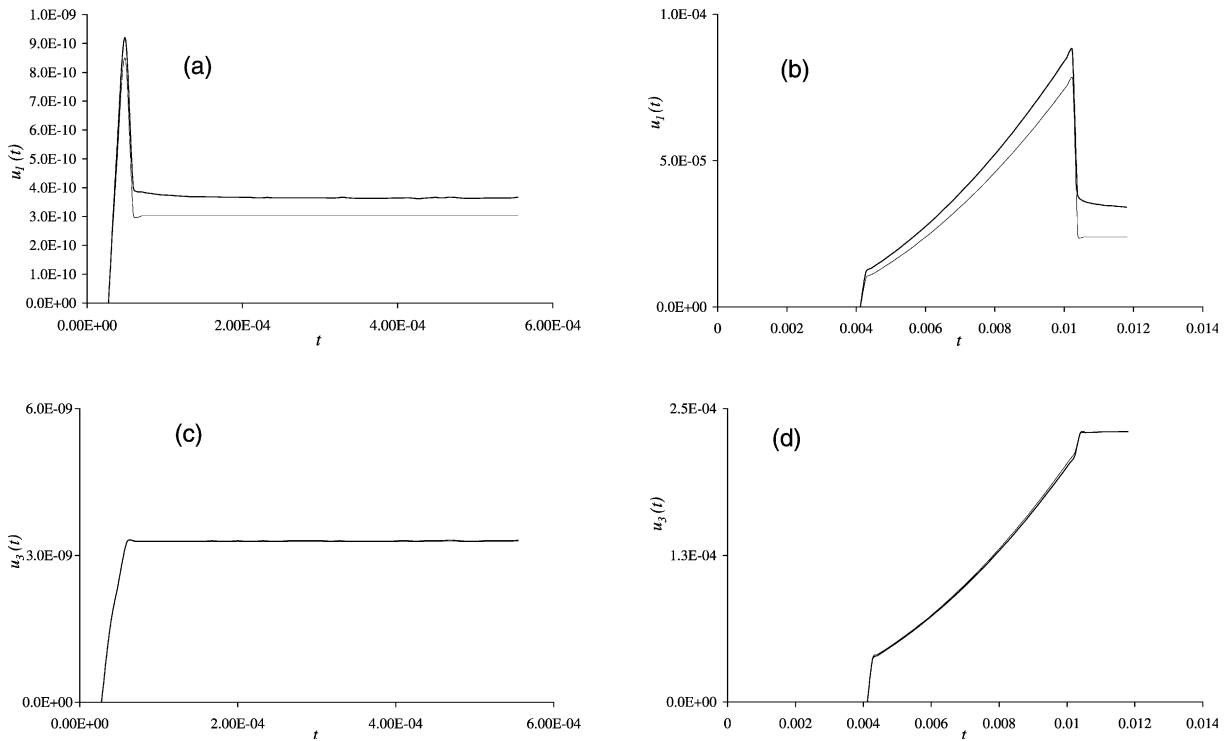 1.0E-09
9.0E-10
8.0E-10
7.0E-10
6.0E-10
5.0E-10
4.0E-10
3.0E-10
2.0E-10
1.0E-10
0.0E+00
u1(t)
(a)
0.00E+00 2.00E-04 4.00E-04 6.00E-04
t
1.0E-04
5.0E-05
0.0E+00
u1(t)
(b)
0 0.002 0.004 0.006 0.008 0.01 0.012 0.014
t
6.0E-09
3.0E-09
0.0E+00
u3(t)
(c)
0.00E+00 2.00E-04 4.00E-04 6.00E-04
t
2.5E-04
1.3E-04
0.0E+00
u3(t)
(d)
0 0.002 0.004 0.006 0.008 0.01 0.012 0.014
t